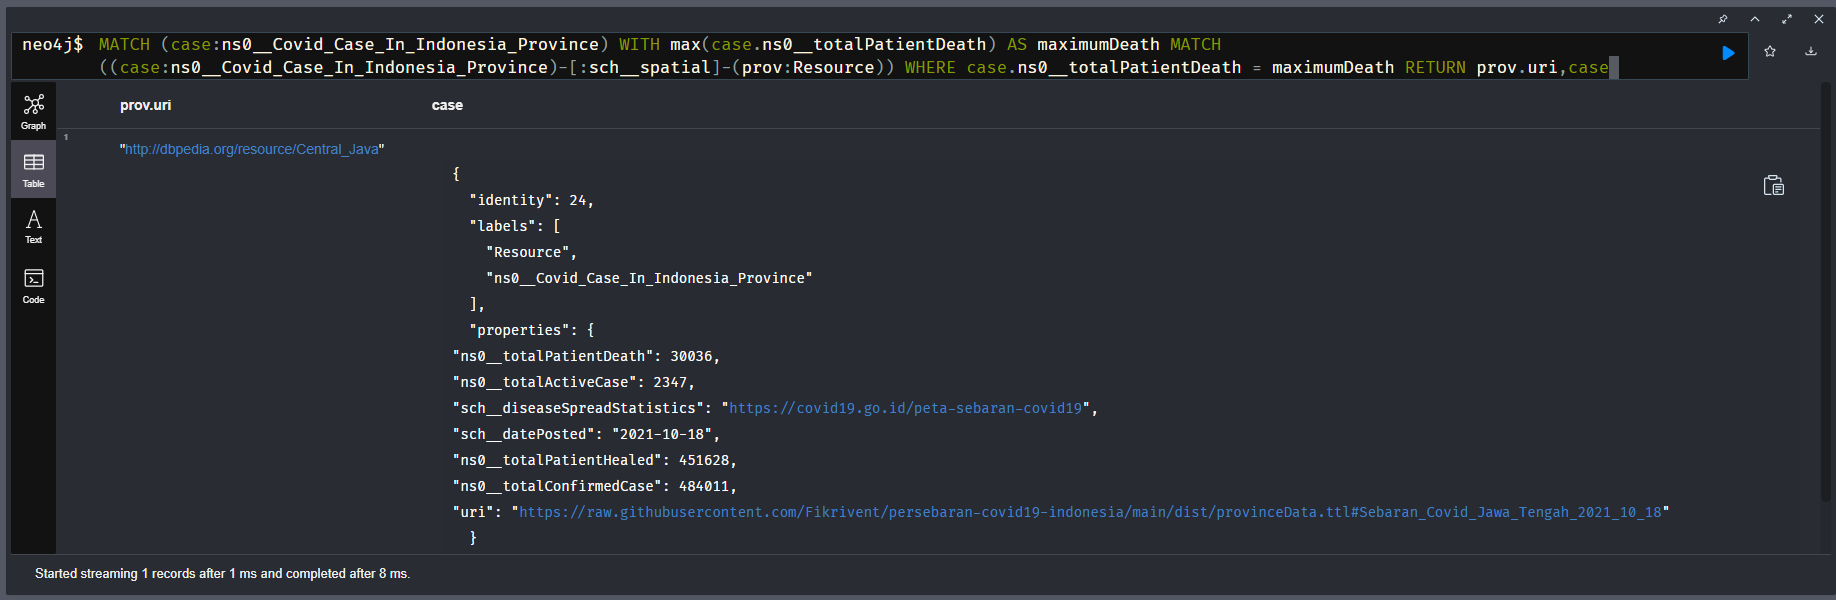 neo4j$ MATCH (case:ns0__Covid_Case_In_Indonesia_Province) WITH max(case.ns0__totalPatientDeath) AS maximumDeath MATCH
((case:ns0__Covid_Case_In_Indonesia_Province)-[:sch__spatial]-(prov:Resource)) WHERE case.ns0__totalPatientDeath = maximumDeath RETURN prov.uri,case
Graph
Table
Text
Code
prov.uri case
1
"http://dbpedia.org/resource/Central_Java"
{
"identity": 24,
"labels": [
"Resource",
"ns0__Covid_Case_In_Indonesia_Province"
],
"properties": {
"ns0__totalPatientDeath": 30036,
"ns0__totalActiveCase": 2347,
"sch__diseaseSpreadStatistics": "https://covid19.go.id/peta-sebaran-covid19",
"sch__datePosted": "2021-10-18",
"ns0__totalPatientHealed": 451628,
"ns0__totalConfirmedCase": 484011,
"uri": "https://raw.githubusercontent.com/Fikrivent/persebaran-covid19-indonesia/main/dist/provinceData.ttl#Sebaran_Covid_Jawa_Tengah_2021_10_18"
}
Started streaming 1 records after 1 ms and completed after 8 ms.